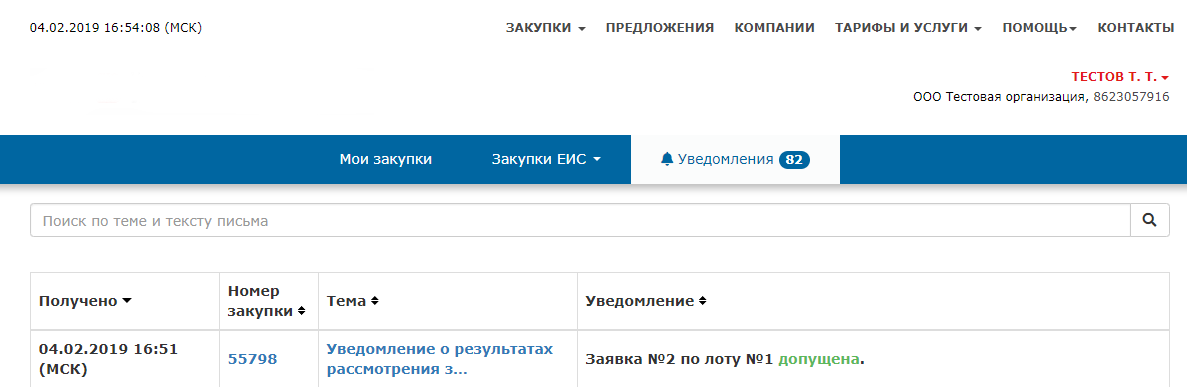 04.02.2019 16:54:08 (МСК)
ЗАКУПКИ ПРЕДЛОЖЕНИЯ КОМПАНИИ ТАРИФЫ И УСЛУГИ ПОМОЩЬ КОНТАКТЫ
ТЕСТОВ Т. Т.
ООО Тестовая организация, 8623057916
Мои закупки Закупки ЕИС Уведомления 82
Поиск по теме и тексту письма
Получено Номер закупки Тема Уведомление
04.02.2019 16:51 (МСК)
55798
Уведомление о результатах
рассмотрения з...
Заявка №2 по лоту №1 допущена.